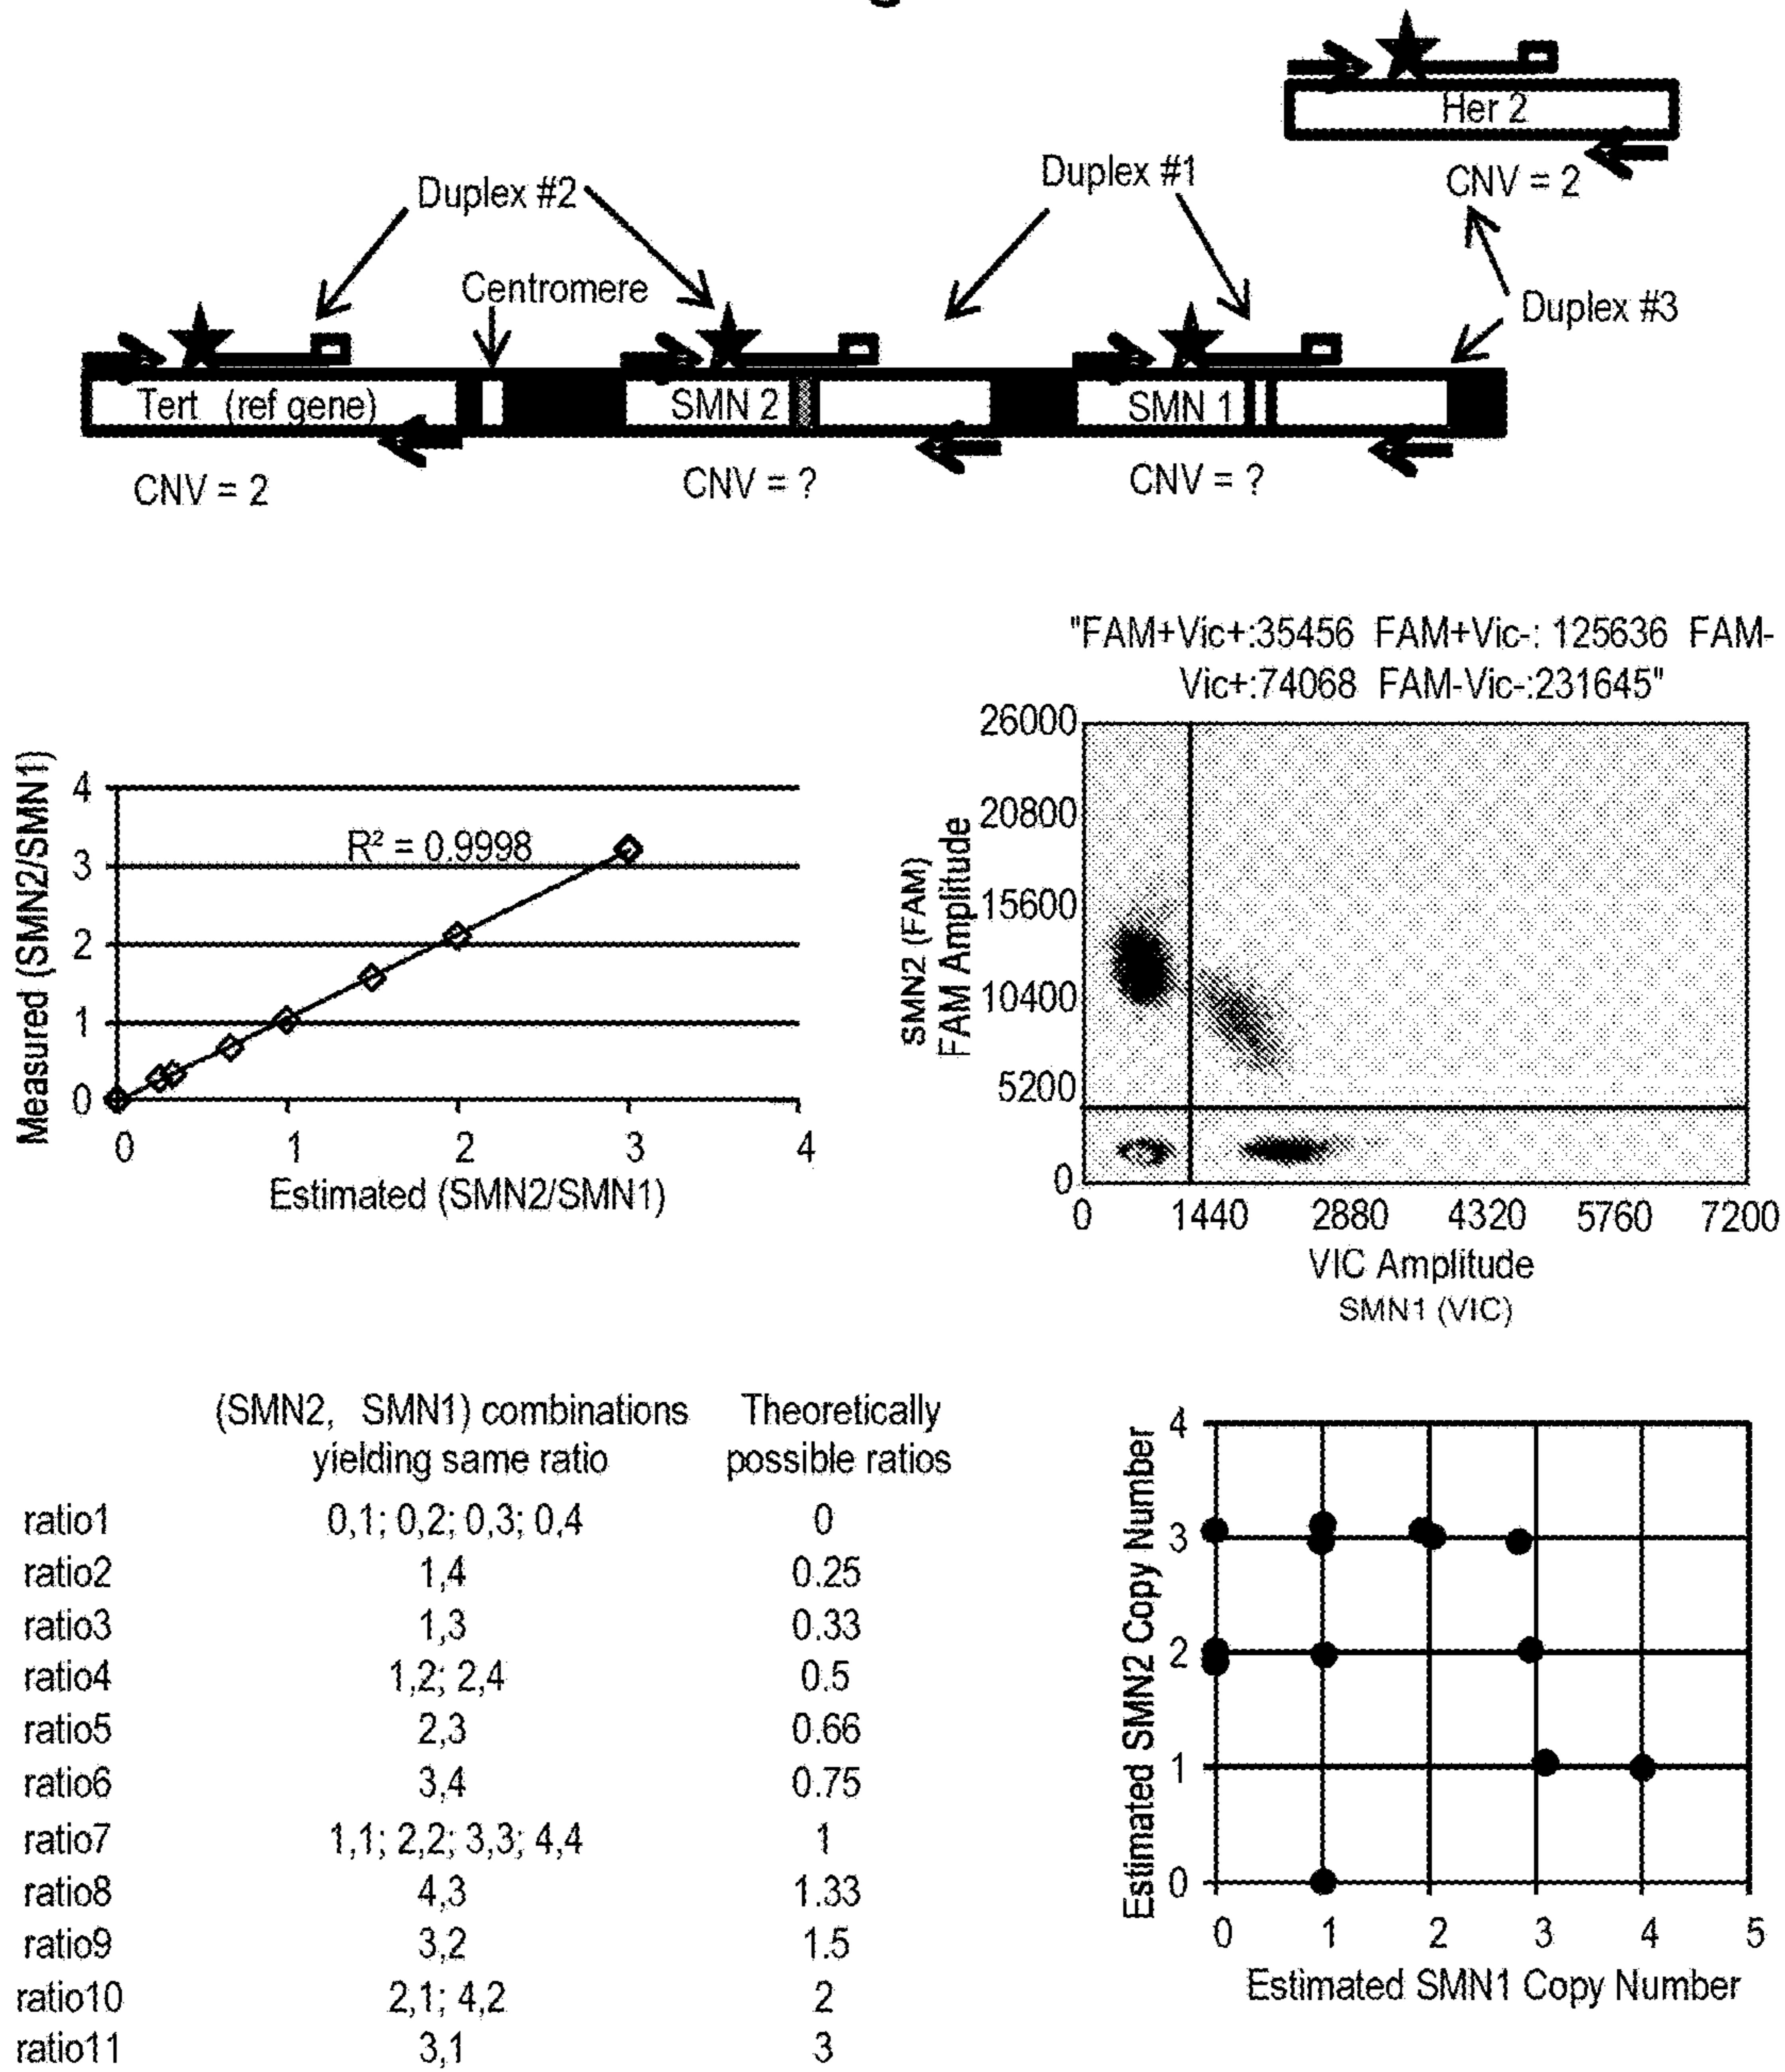 Her 2
CNV = 2
Duplex #2
Duplex #1
Centromere
Duplex #3
Tert (ref gene)
SMN 2
SMN 1
CNV = 2
CNV = ?
CNV = ?
"FAM+Vic+:35456 FAM+Vic-: 125636 FAM-
Vic+:74068 FAM-Vic-:231645"
Measured (SMN2/SMN1)
4
3
2
1
0
R² = 0.9998
0 1 2 3 4
Estimated (SMN2/SMN1)
SMN2 (FAM)
FAM Amplitude
26000
20800
15600
10400
5200
0
0 1440 2880 4320 5760 7200
VIC Amplitude
SMN1 (VIC)
(SMN2, SMN1) combinations Theoretically
yielding same ratio possible ratios
ratio1 0,1; 0,2; 0,3; 0,4 0
ratio2 1,4 0.25
ratio3 1,3 0.33
ratio4 1,2; 2,4 0.5
ratio5 2,3 0.66
ratio6 3,4 0.75
ratio7 1,1; 2,2; 3,3; 4,4 1
ratio8 4,3 1.33
ratio9 3,2 1.5
ratio10 2,1; 4,2 2
ratio11 3,1 3
Estimated SMN2 Copy Number
4
3
2
1
0
0 1 2 3 4 5
Estimated SMN1 Copy Number